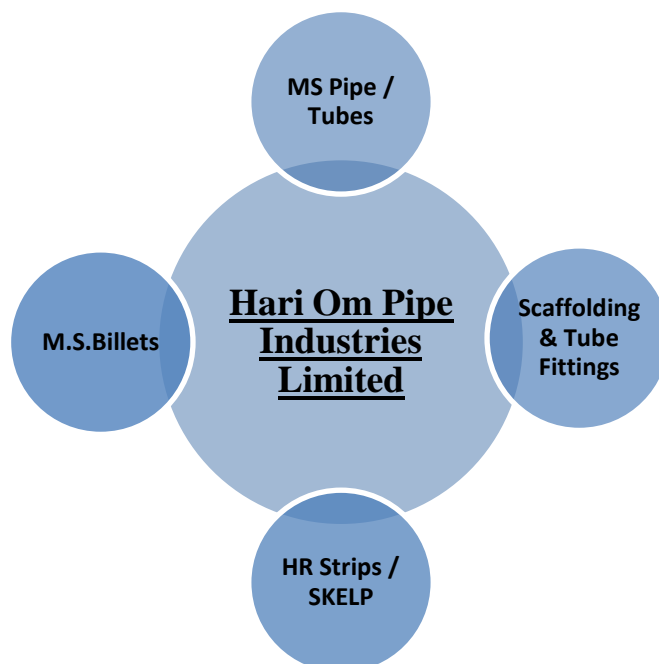 MS Pipe /
Tubes
Hari Om Pipe
Industries
Limited
Scaffolding
& Tube
Fittings
M.S.Billets
HR Strips /
SKELP